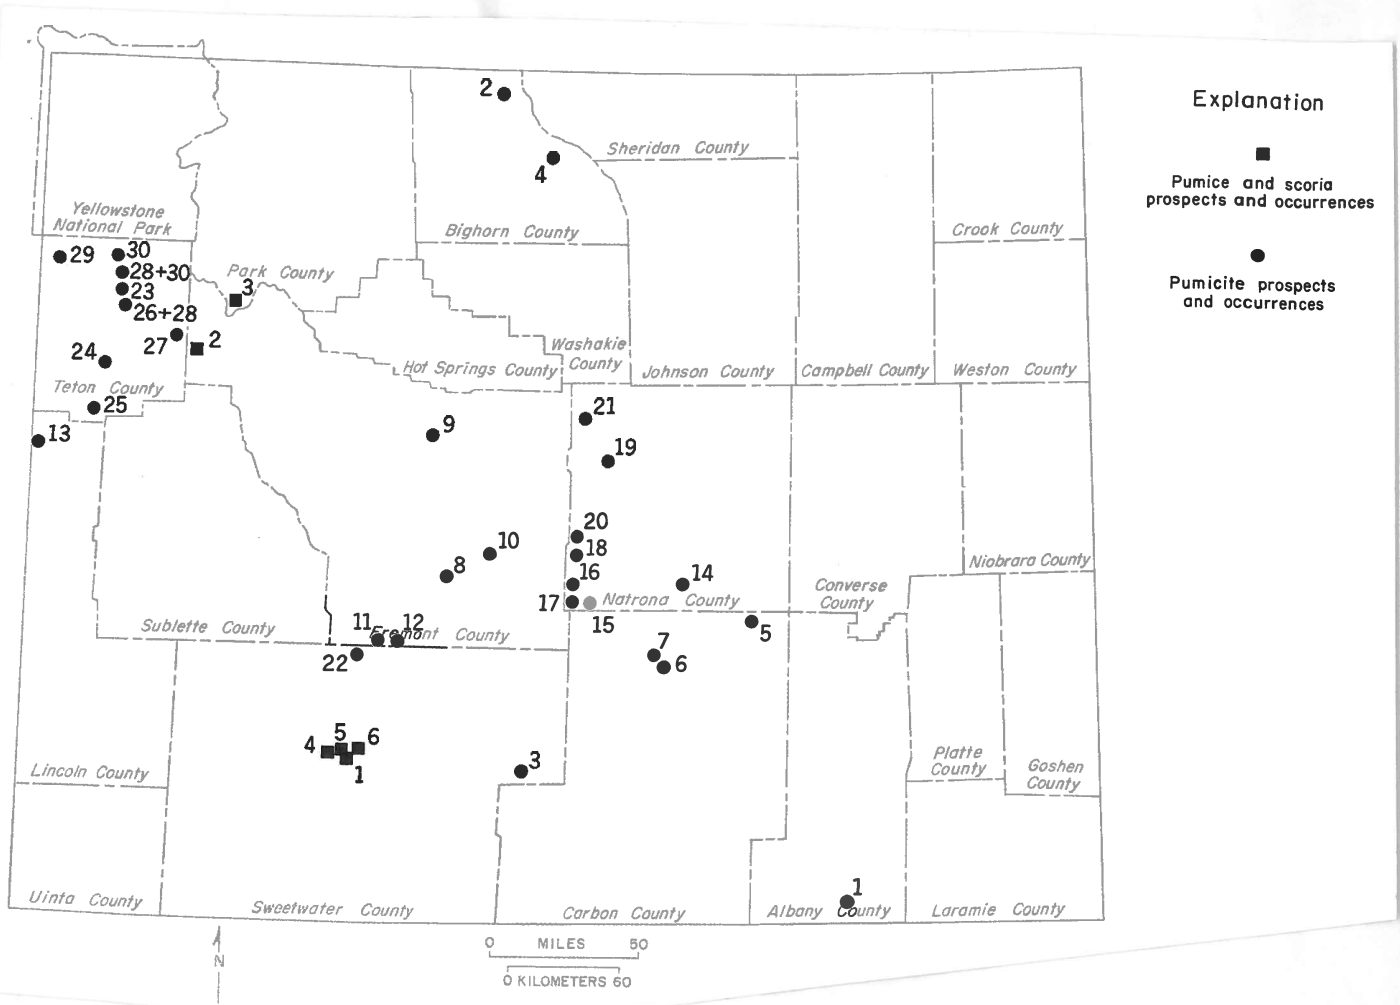 Explanation
Pumice and scoria
prospects and occurrences
Pumicite prospects
and occurrences
2
4
Sheridan County
Yellowstone
National Park
Bighorn County
Crook County
29
30
28+30
23
26+28
Park County
3
27
2
24
Washakie
County
Hot Springs County
Johnson County
Campbell County
Weston County
Teton County
25
13
9
21
19
20
18
10
8
16
14
17
Natrona County
15
Converse
County
Niobrara County
Sublette County
11
12
Fremont County
22
5
7
6
4
5
6
1
3
Lincoln County
Platte
County
Goshen
County
Uinta County
Sweetwater County
Carbon County
1
Albany County
Laramie County
N
0 MILES 50
0 KILOMETERS 60